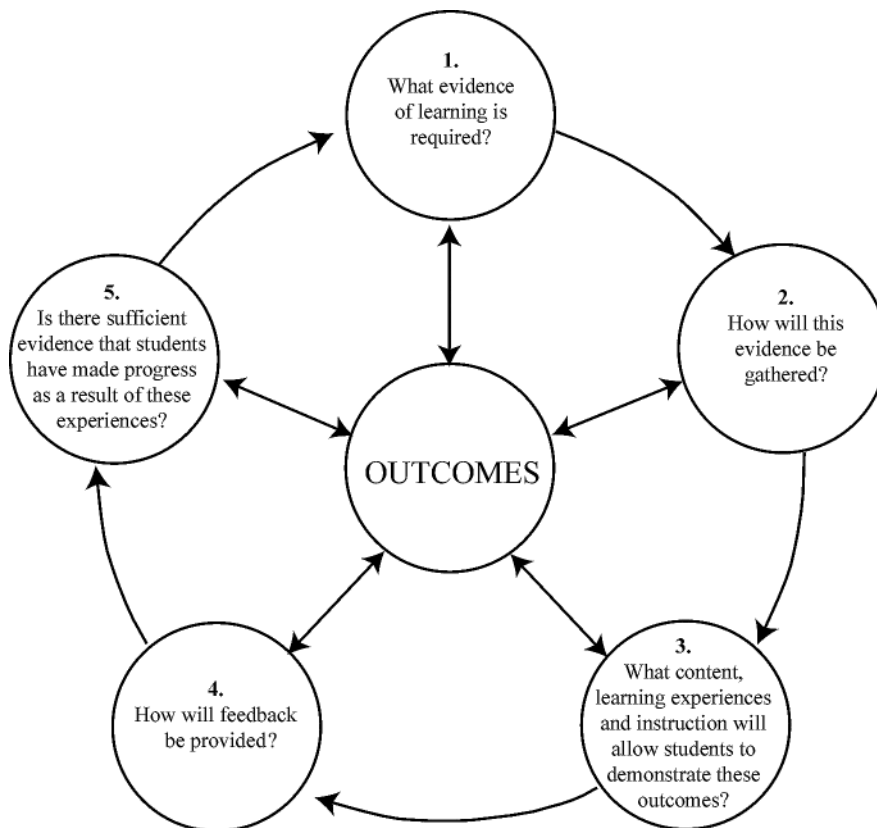 1.
What evidence
of learning is
required?
2.
How will this
evidence be
gathered?
3.
What content,
learning experiences
and instruction will
allow students to
demonstrate these
outcomes?
4.
How will feedback
be provided?
5.
Is there sufficient
evidence that students
have made progress
as a result of these
experiences?
OUTCOMES